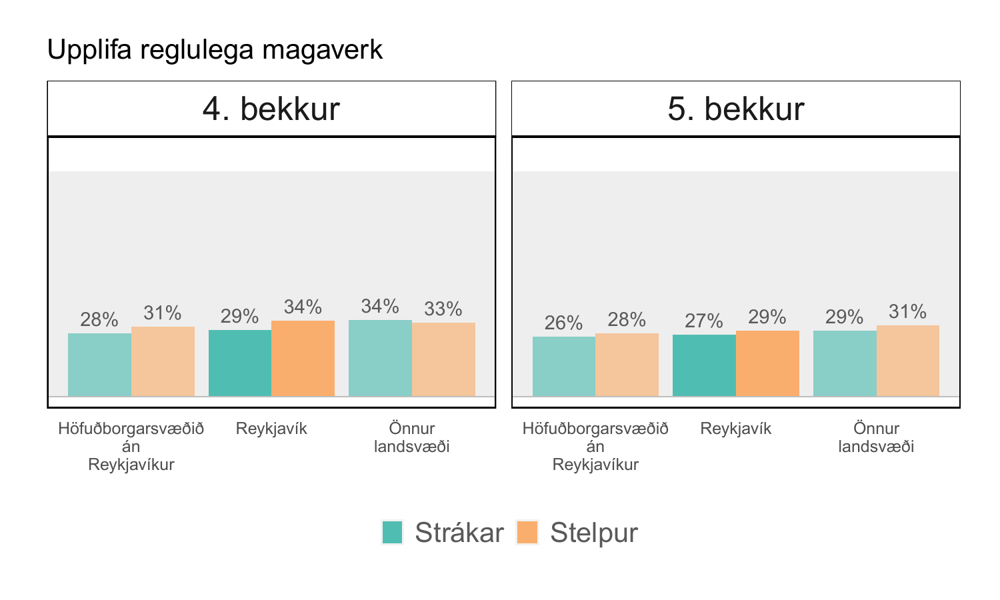 Upplifa reglulega magaverk
4. bekkur
28% 31% 29% 34% 34% 33%
Höfuðborgarsvæðið Reykjavík Önnur
án landsvæði
Reykjavíkur
5. bekkur
26% 28% 27% 29% 29% 31%
Höfuðborgarsvæðið Reykjavík Önnur
án landsvæði
Reykjavíkur
Strákar Stelpur